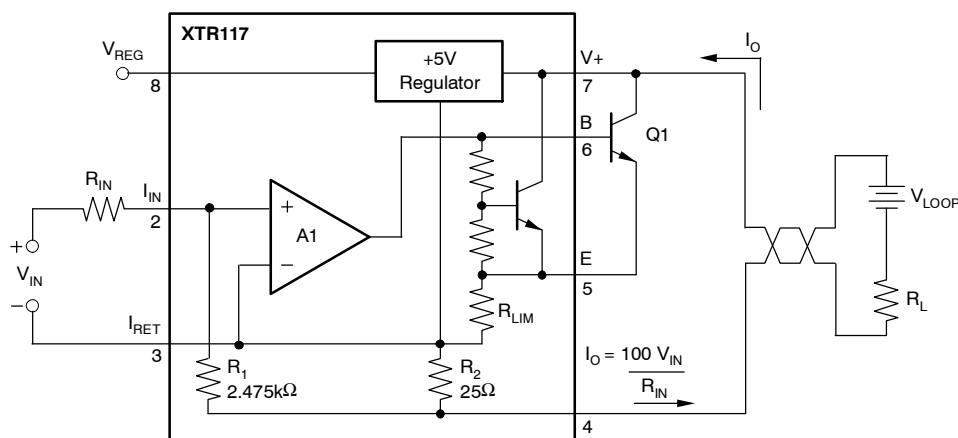 XTR117
V_REG
8
+5V
Regulator
V+
7
I_O
B
6
Q1
R_IN
I_IN
2
+
A1
−
+
V_IN
−
V_LOOP
E
5
R_LIM
R_L
I_RET
3
R_1
2.475kΩ
R_2
25Ω
I_O = 100 V_IN
R_IN
4